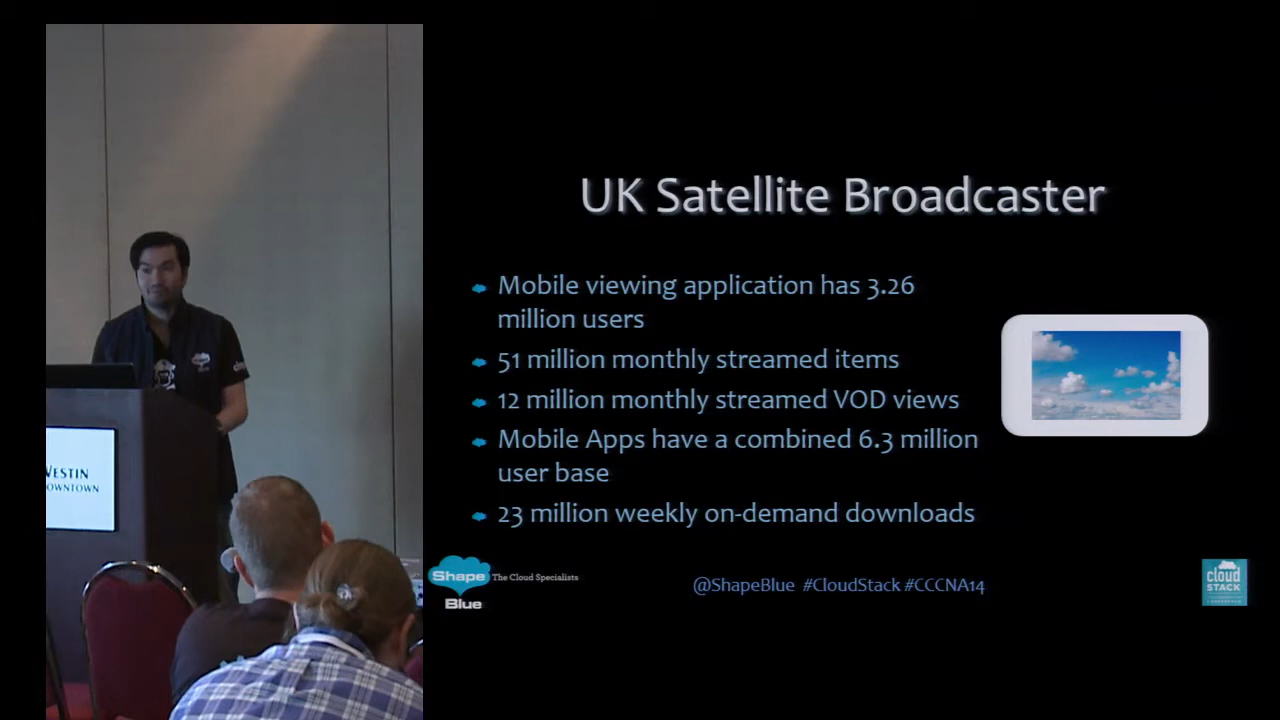 UK Satellite Broadcaster
Mobile viewing application has 3.26
million users
51 million monthly streamed items
12 million monthly streamed VOD views
Mobile Apps have a combined 6.3 million
user base
23 million weekly on-demand downloads
Shape
Blue
The Cloud Specialists
@ShapeBlue #CloudStack #CCCNA14
cloud
STACK